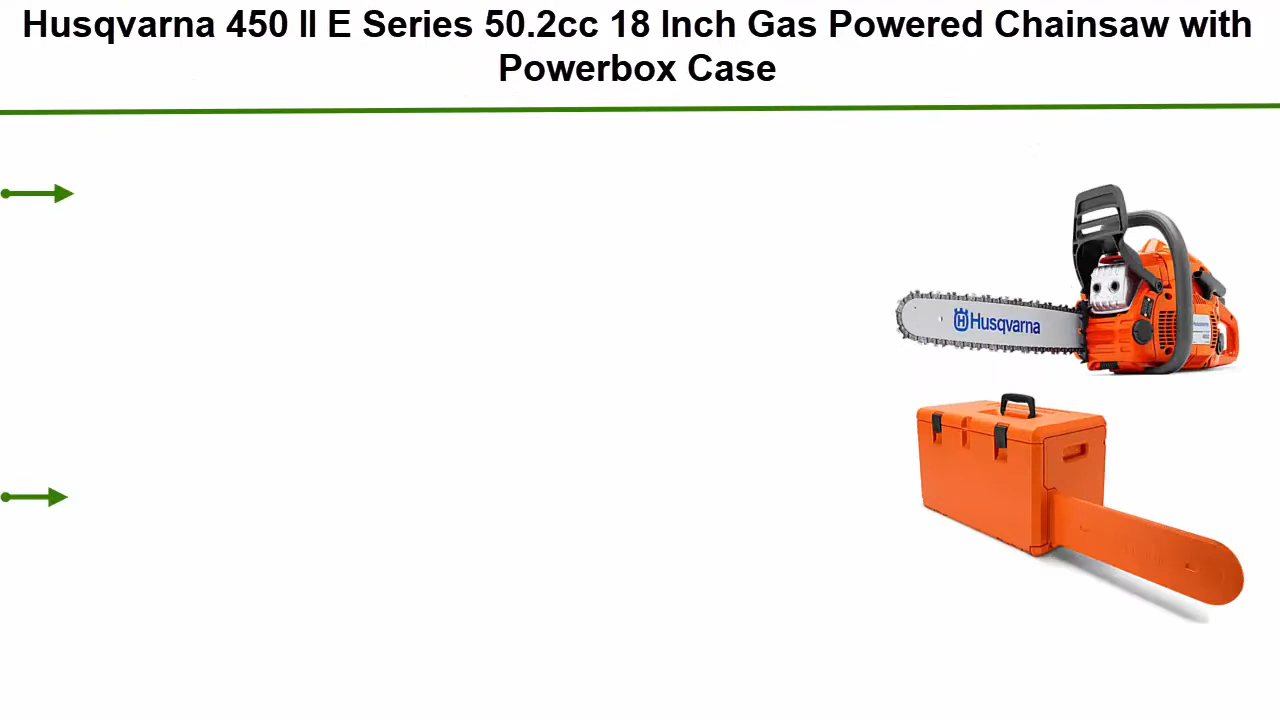 Husqvarna 450 II E Series 50.2cc 18 Inch Gas Powered Chainsaw with
Powerbox Case
Husqvarna